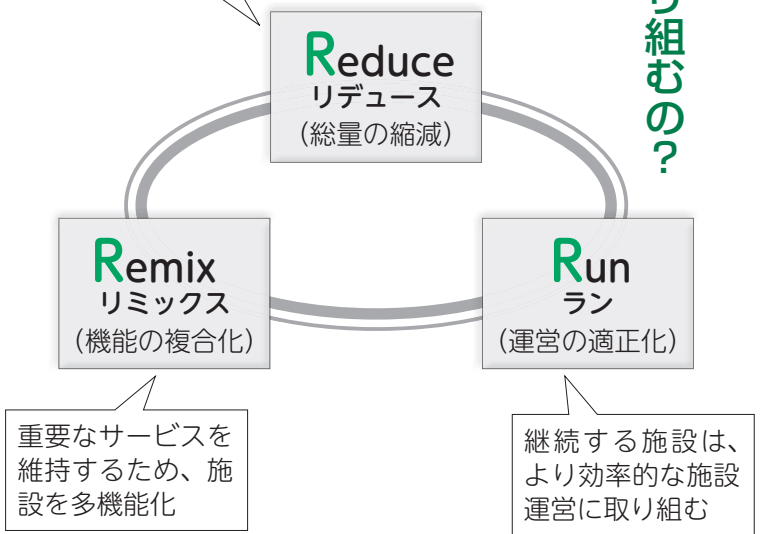 り組むの？
Reduce
リデュース
（総量の縮減）
Remix
リミックス
（機能の複合化）
Run
ラン
（運営の適正化）
重要なサービスを
維持するため、施
設を多機能化
継続する施設は、
より効率的な施設
運営に取り組む